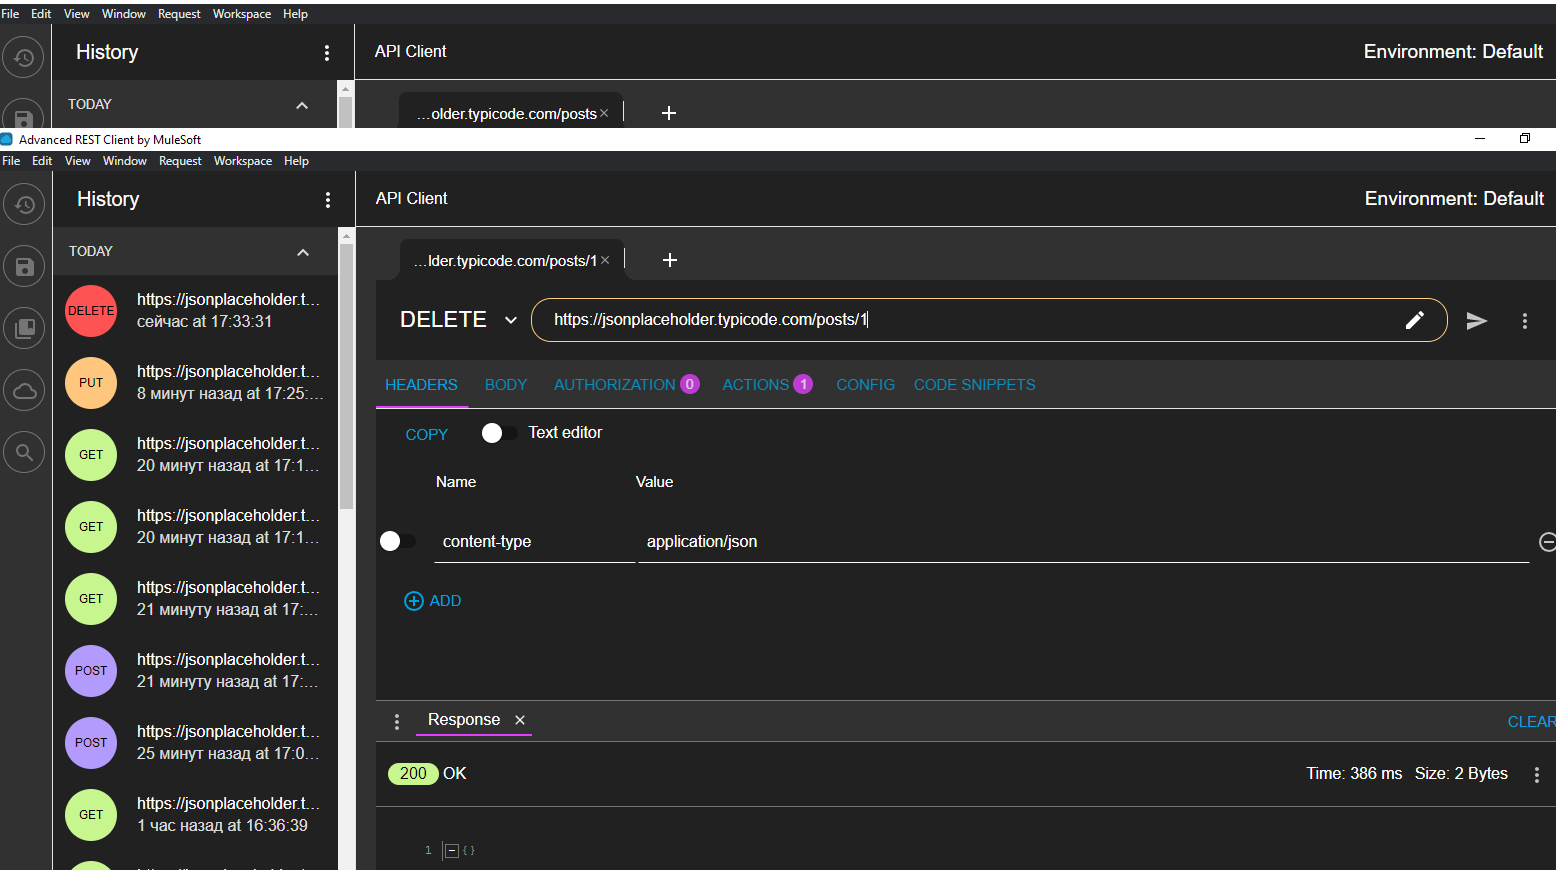 File Edit View Window Request Workspace Help
History
API Client
Environment: Default
TODAY
...older.typicode.com/posts
Advanced REST Client by MuleSoft
File Edit View Window Request Workspace Help
History
API Client
Environment: Default
TODAY
...lder.typicode.com/posts/1
DELETE
https://jsonplaceholder.t...
сейчас at 17:33:31
PUT
https://jsonplaceholder.t...
8 минут назад at 17:25:...
GET
https://jsonplaceholder.t...
20 минут назад at 17:1...
GET
https://jsonplaceholder.t...
20 минут назад at 17:1...
GET
https://jsonplaceholder.t...
21 минуту назад at 17:...
POST
https://jsonplaceholder.t...
21 минуту назад at 17:...
POST
https://jsonplaceholder.t...
25 минут назад at 17:0...
GET
https://jsonplaceholder.t...
1 час назад at 16:36:39
DELETE
https://jsonplaceholder.typicode.com/posts/1
HEADERS BODY AUTHORIZATION 0 ACTIONS 1 CONFIG CODE SNIPPETS
COPY Text editor
Name Value
content-type application/json
ADD
Response
CLEAR
200 OK
Time: 386 ms Size: 2 Bytes
1 {}